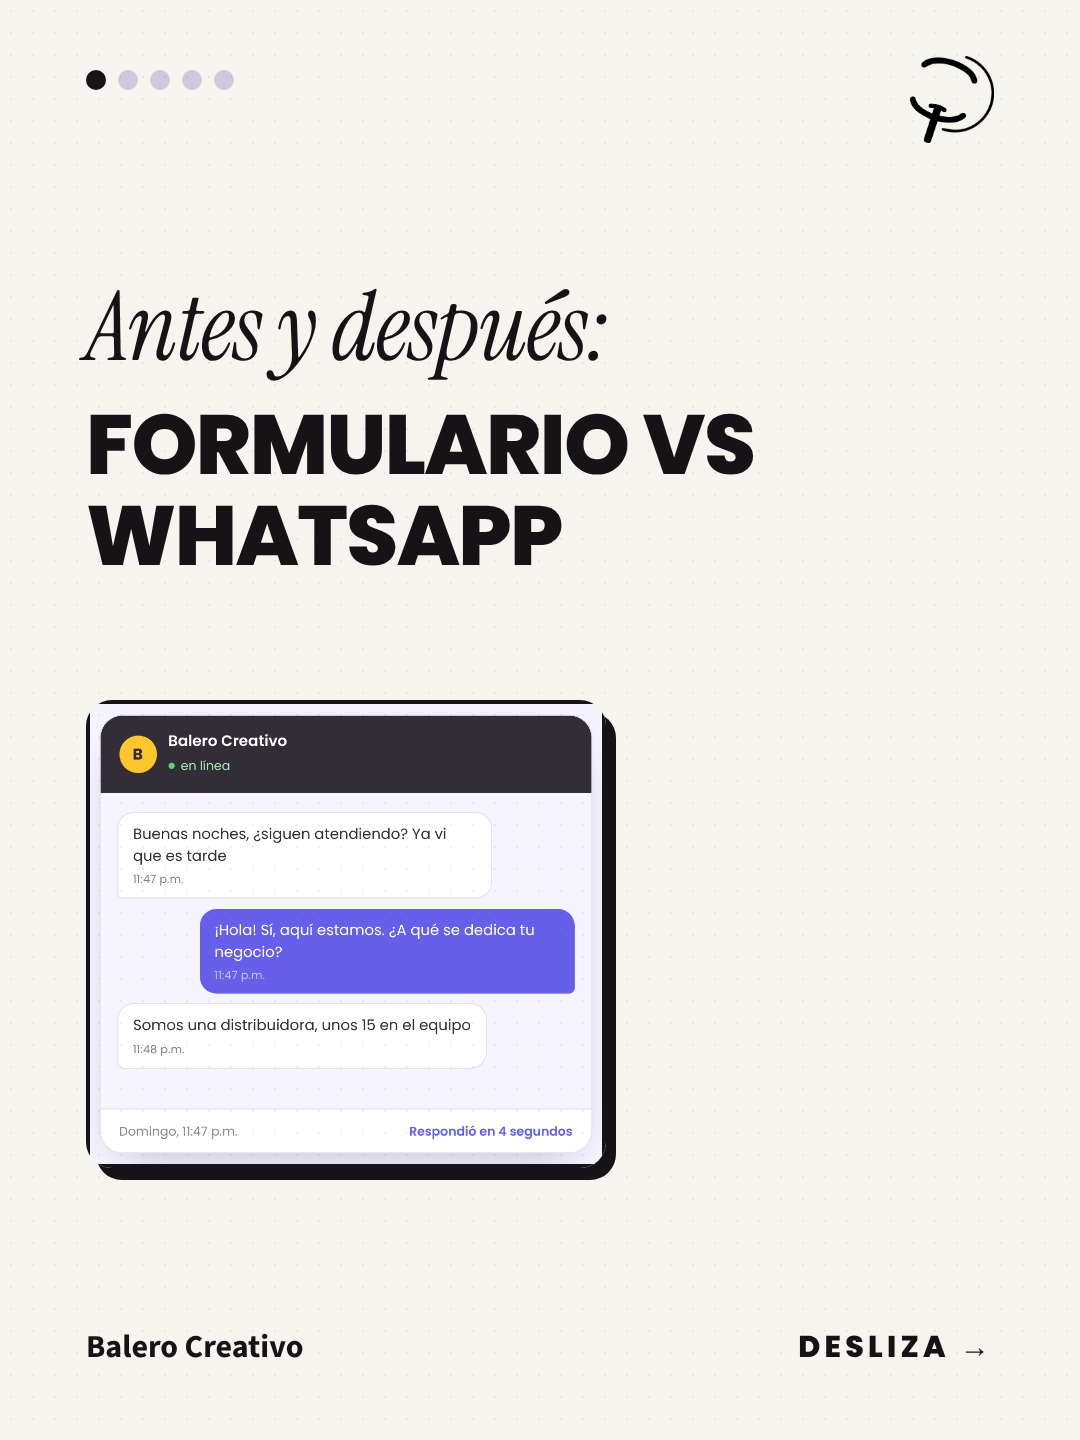 Antes y después:
FORMULARIO VS
WHATSAPP
B
Balero Creativo
en línea
Buenas noches, ¿siguen atendiendo? Ya vi
que es tarde
11:47 p.m.
¡Hola! Sí, aquí estamos. ¿A qué se dedica tu
negocio?
11:47 p.m.
Somos una distribuidora, unos 15 en el equipo
11:48 p.m.
Domingo, 11:47 p.m.
Respondió en 4 segundos
Balero Creativo
DESLIZA →